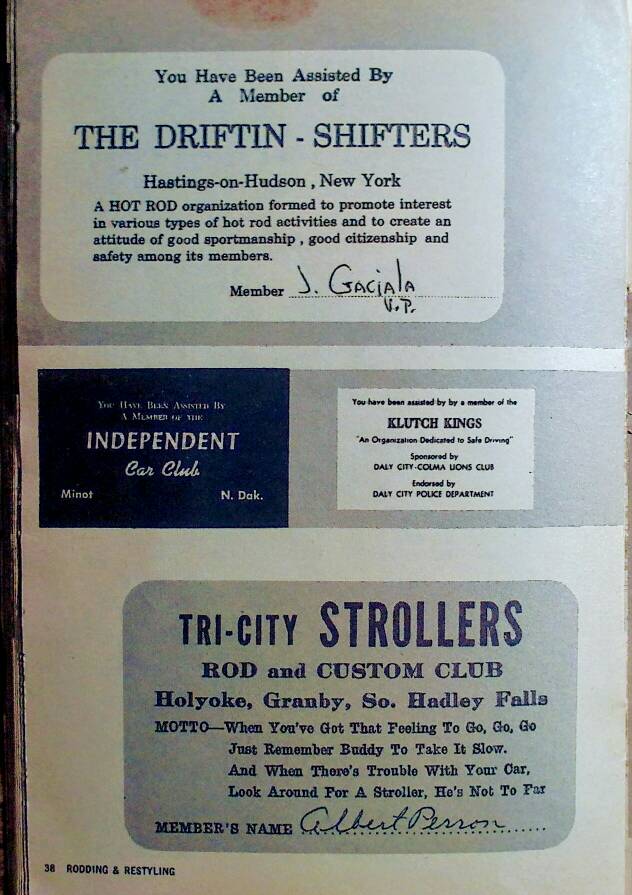 You Have Been Assisted By
A Member of
THE DRIFTIN - SHIFTERS
Hastings-on-Hudson , New York
A HOT ROD organization formed to promote interest
in various types of hot rod activities and to create an
attitude of good sportmanship , good citizenship and
safety among its members.
Member J. Gaciala
V.P.
You Have Been Assisted By
A Member of the
INDEPENDENT
Car Club
Minot N. Dak.
You have been assisted by by a member of the
KLUTCH KINGS
"An Organization Dedicated to Safe Driving"
Sponsored by
DALY CITY-COLMA LIONS CLUB
Endorsed by
DALY CITY POLICE DEPARTMENT
TRI-CITY STROLLERS
ROD and CUSTOM CLUB
Holyoke, Granby, So. Hadley Falls
MOTTO—When You've Got That Feeling To Go, Go, Go
Just Remember Buddy To Take It Slow.
And When There's Trouble With Your Car,
Look Around For A Stroller, He's Not To Far
MEMBER'S NAME Albert Perron
38 RODDING & RESTYLING